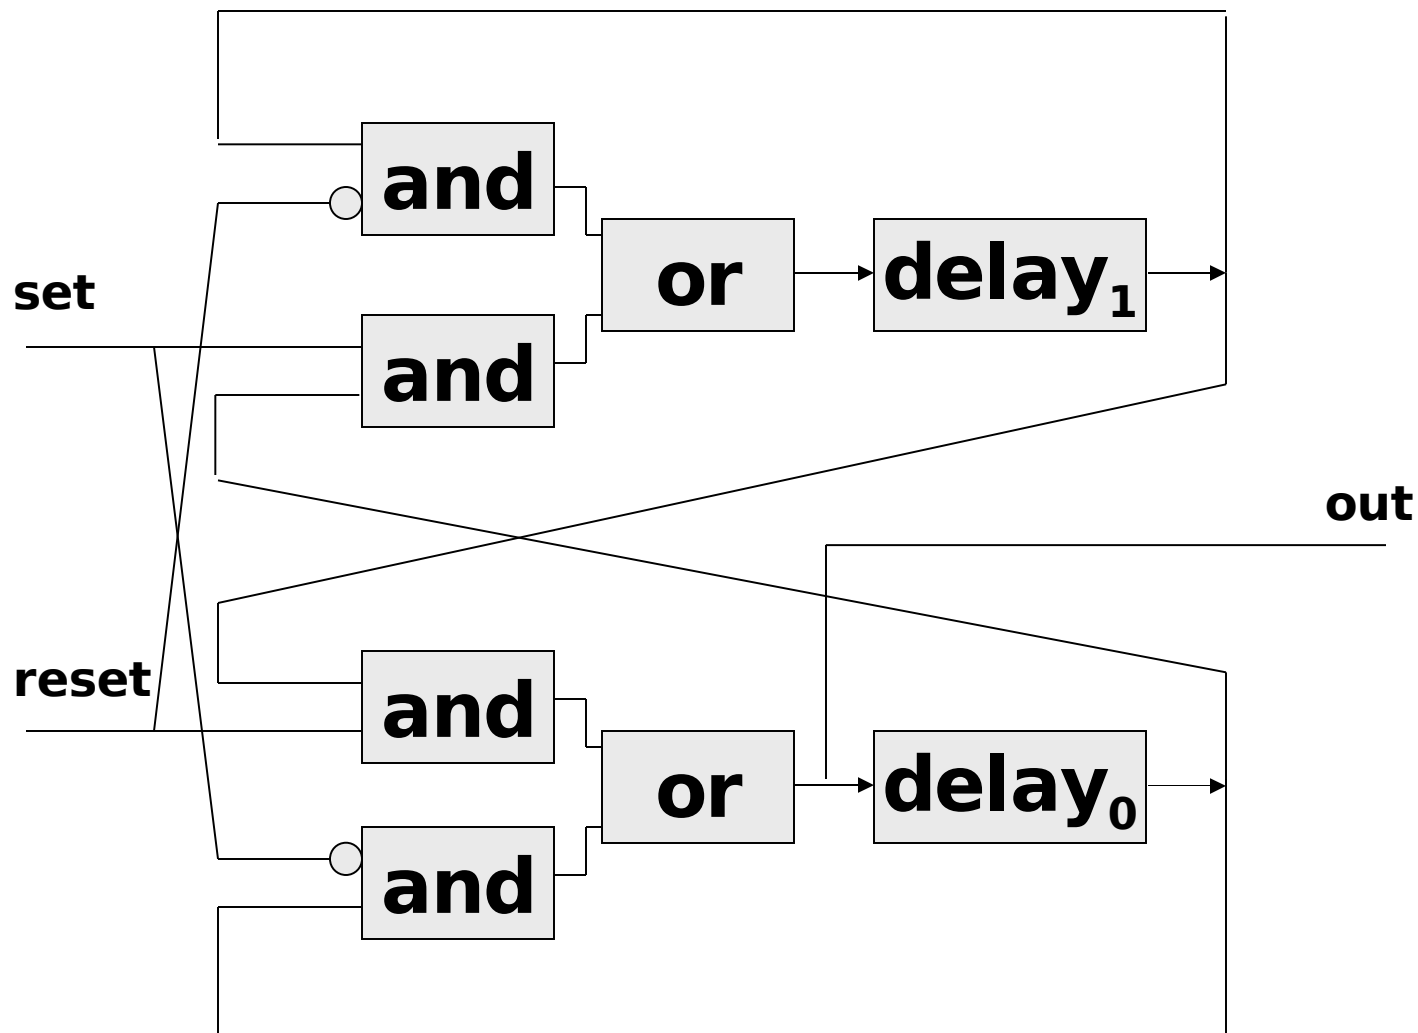 and
set
or
delay₁
and
out
reset
and
or
delay₀
and